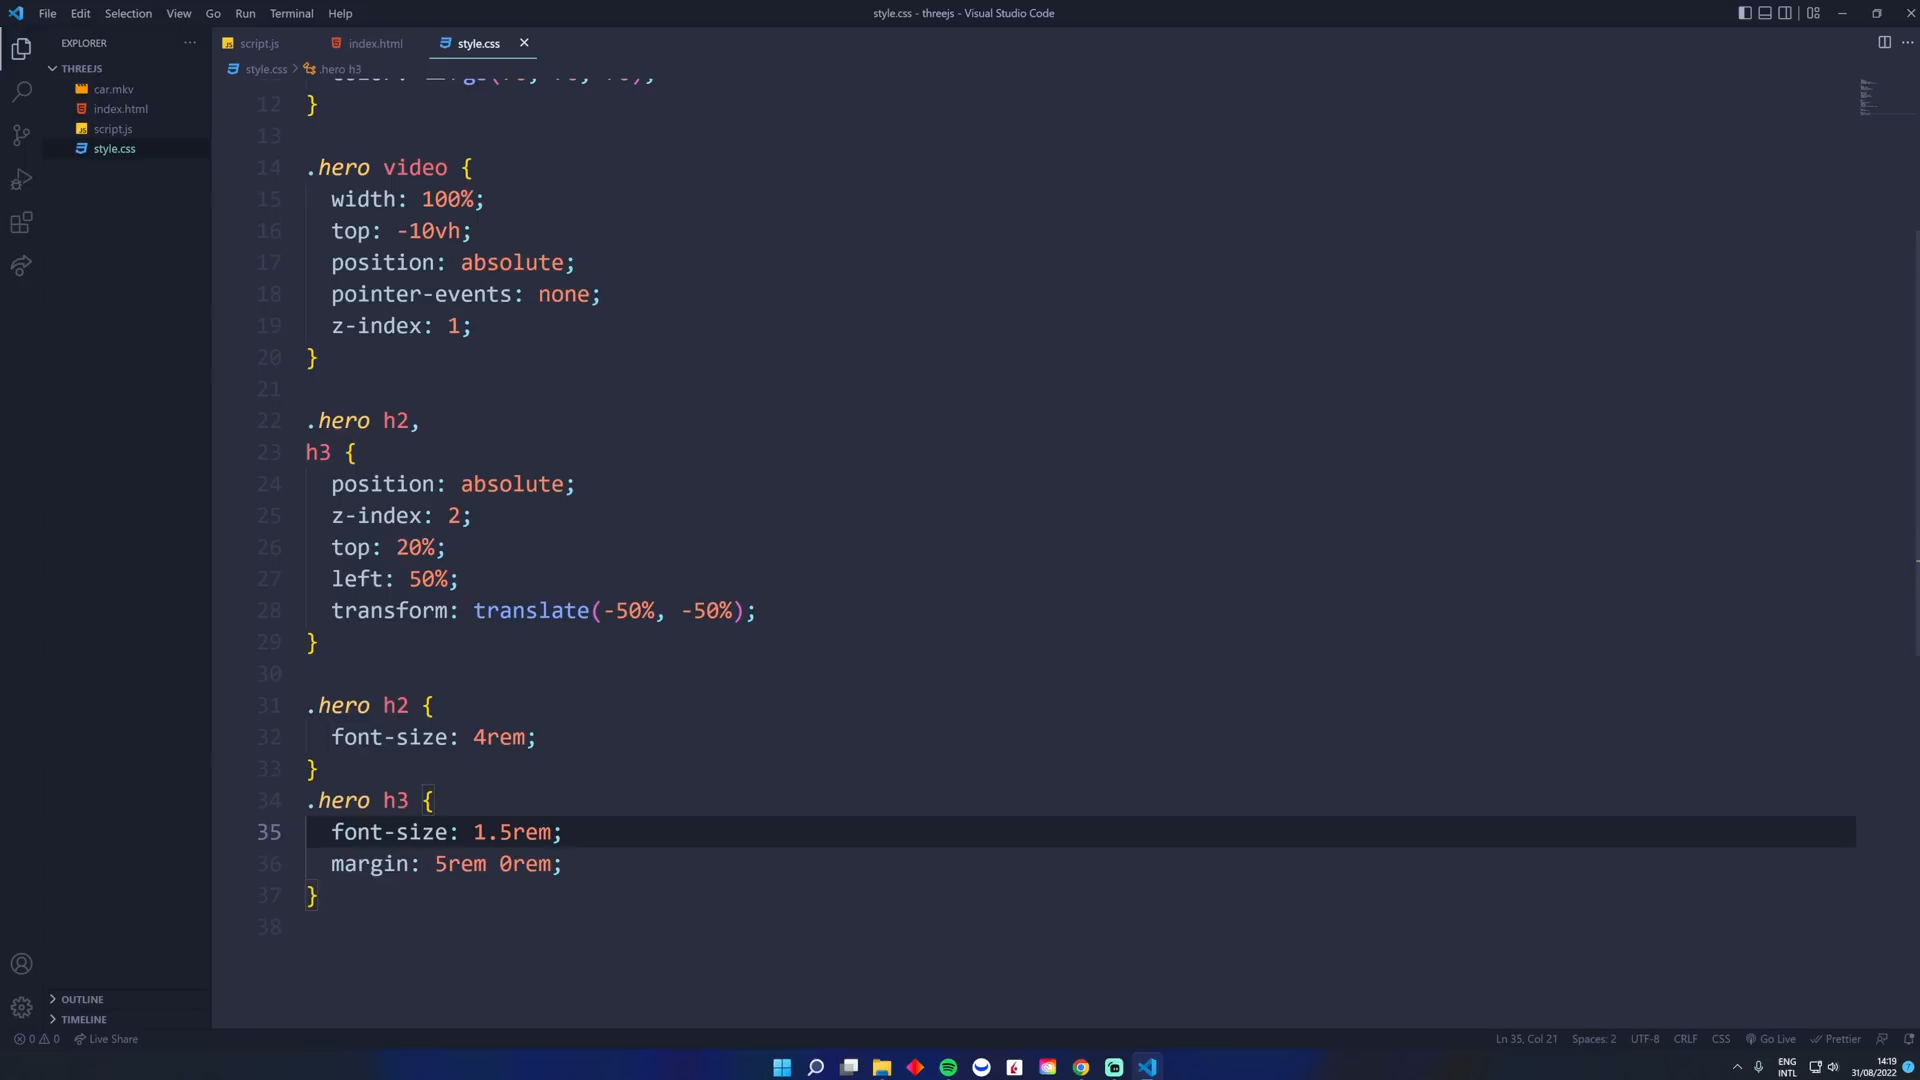 File Edit Selection View Go Run Terminal Help
style.css - threejs - Visual Studio Code
EXPLORER
script.js
index.html
style.css
THREEJS
style.css > .hero h3
car.mkv
index.html
script.js
style.css
12 }
13
14 .hero video {
15 width: 100%;
16 top: -10vh;
17 position: absolute;
18 pointer-events: none;
19 z-index: 1;
20 }
21
22 .hero h2,
23 h3 {
24 position: absolute;
25 z-index: 2;
26 top: 20%;
27 left: 50%;
28 transform: translate(-50%, -50%);
29 }
30
31 .hero h2 {
32 font-size: 4rem;
33 }
34 .hero h3 {
35 font-size: 1.5rem;
36 margin: 5rem 0rem;
37 }
38
OUTLINE
TIMELINE
0 0 Live Share
Ln 35, Col 21 Spaces: 2 UTF-8 CRLF CSS Go Live Prettier
ENG
INTL
14:19
31/08/2022